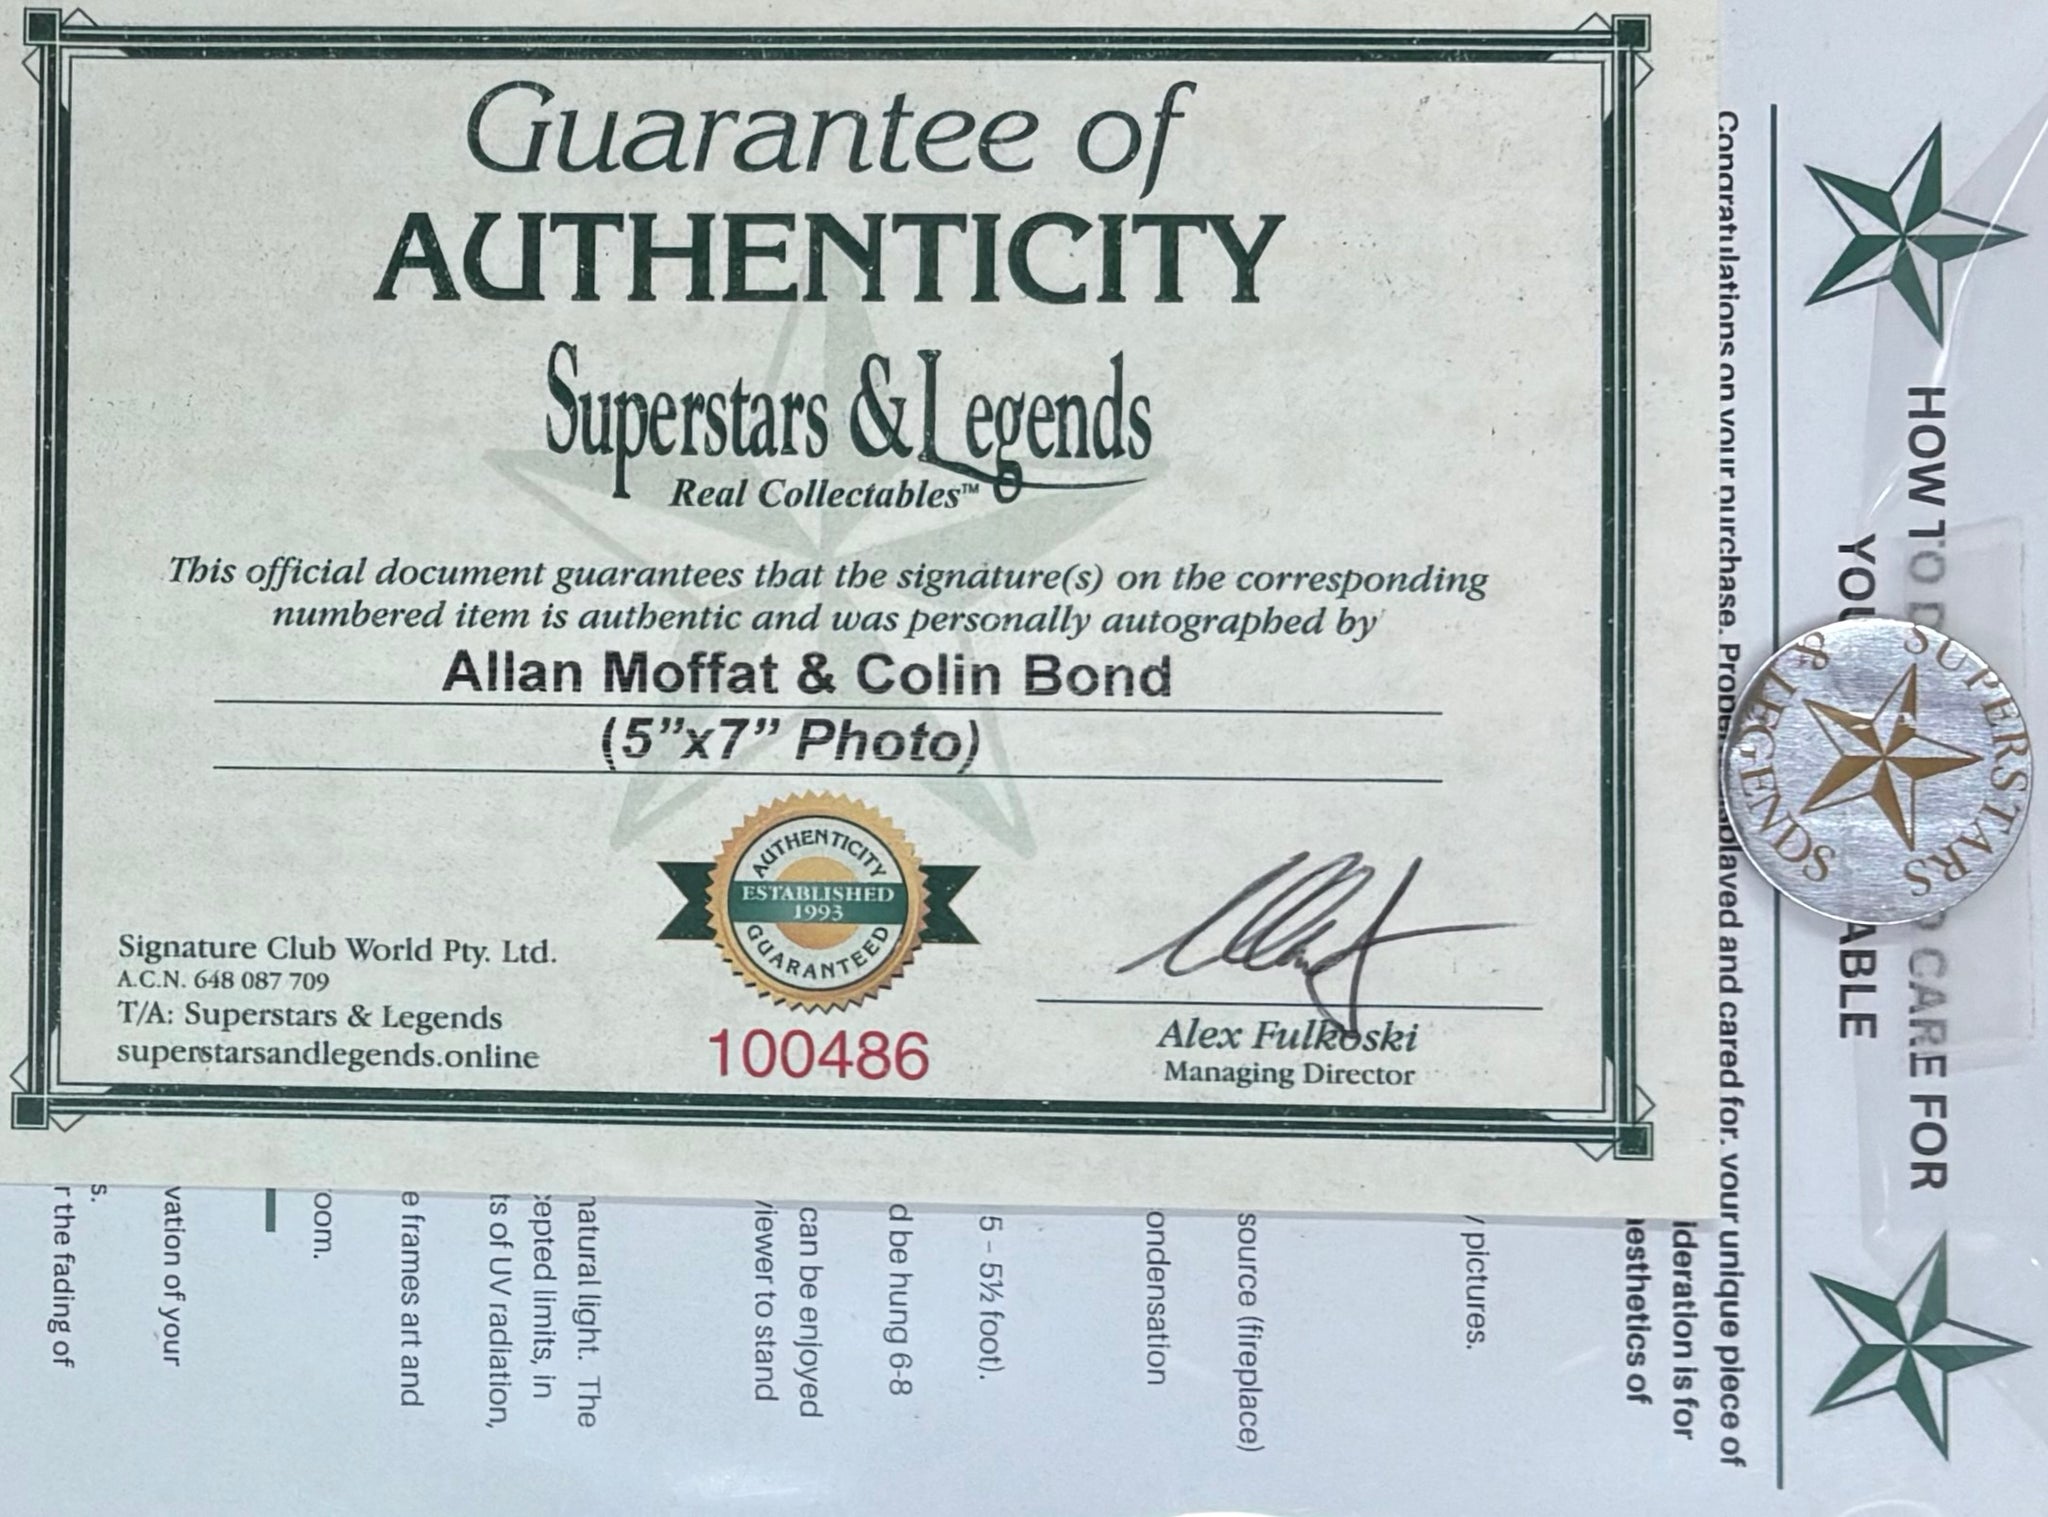 Guarantee of
AUTHENTICITY
Superstars & Legends
Real Collectables™
This official document guarantees that the signature(s) on the corresponding
numbered item is authentic and was personally autographed by
Allan Moffat & Colin Bond
(5”x7” Photo)
AUTHENTICITY
ESTABLISHED
1993
GUARANTEED
Signature Club World Pty. Ltd.
A.C.N. 648 087 709
T/A: Superstars & Legends
superstarsandlegends.online
100486
Alex Fulkoski
Managing Director
HOW TO CARE FOR
ABLE
SUPERSTARS
& LEGENDS
Congratulations on your purchase. played and cared for, your unique piece of
ideration is for
esthetics of
pictures.
source (fireplace)
ondensation
5 – 5½ foot).
d be hung 6-8
can be enjoyed
iewer to stand
natural light. The
cepted limits, in
ts of UV radiation,
e frames art and
oom.
vation of your
s.
r the fading of